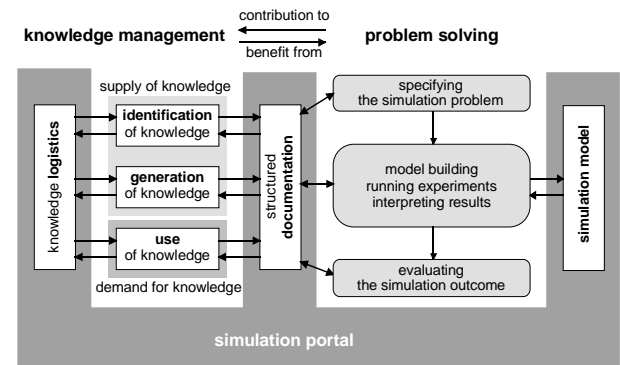 contribution to
knowledge management
problem solving
benefit from
supply of knowledge
identification
of knowledge
generation
of knowledge
use
of knowledge
demand for knowledge
knowledge logistics
structured
documentation
specifying
the simulation problem
model building
running experiments
interpreting results
evaluating
the simulation outcome
simulation model
simulation portal